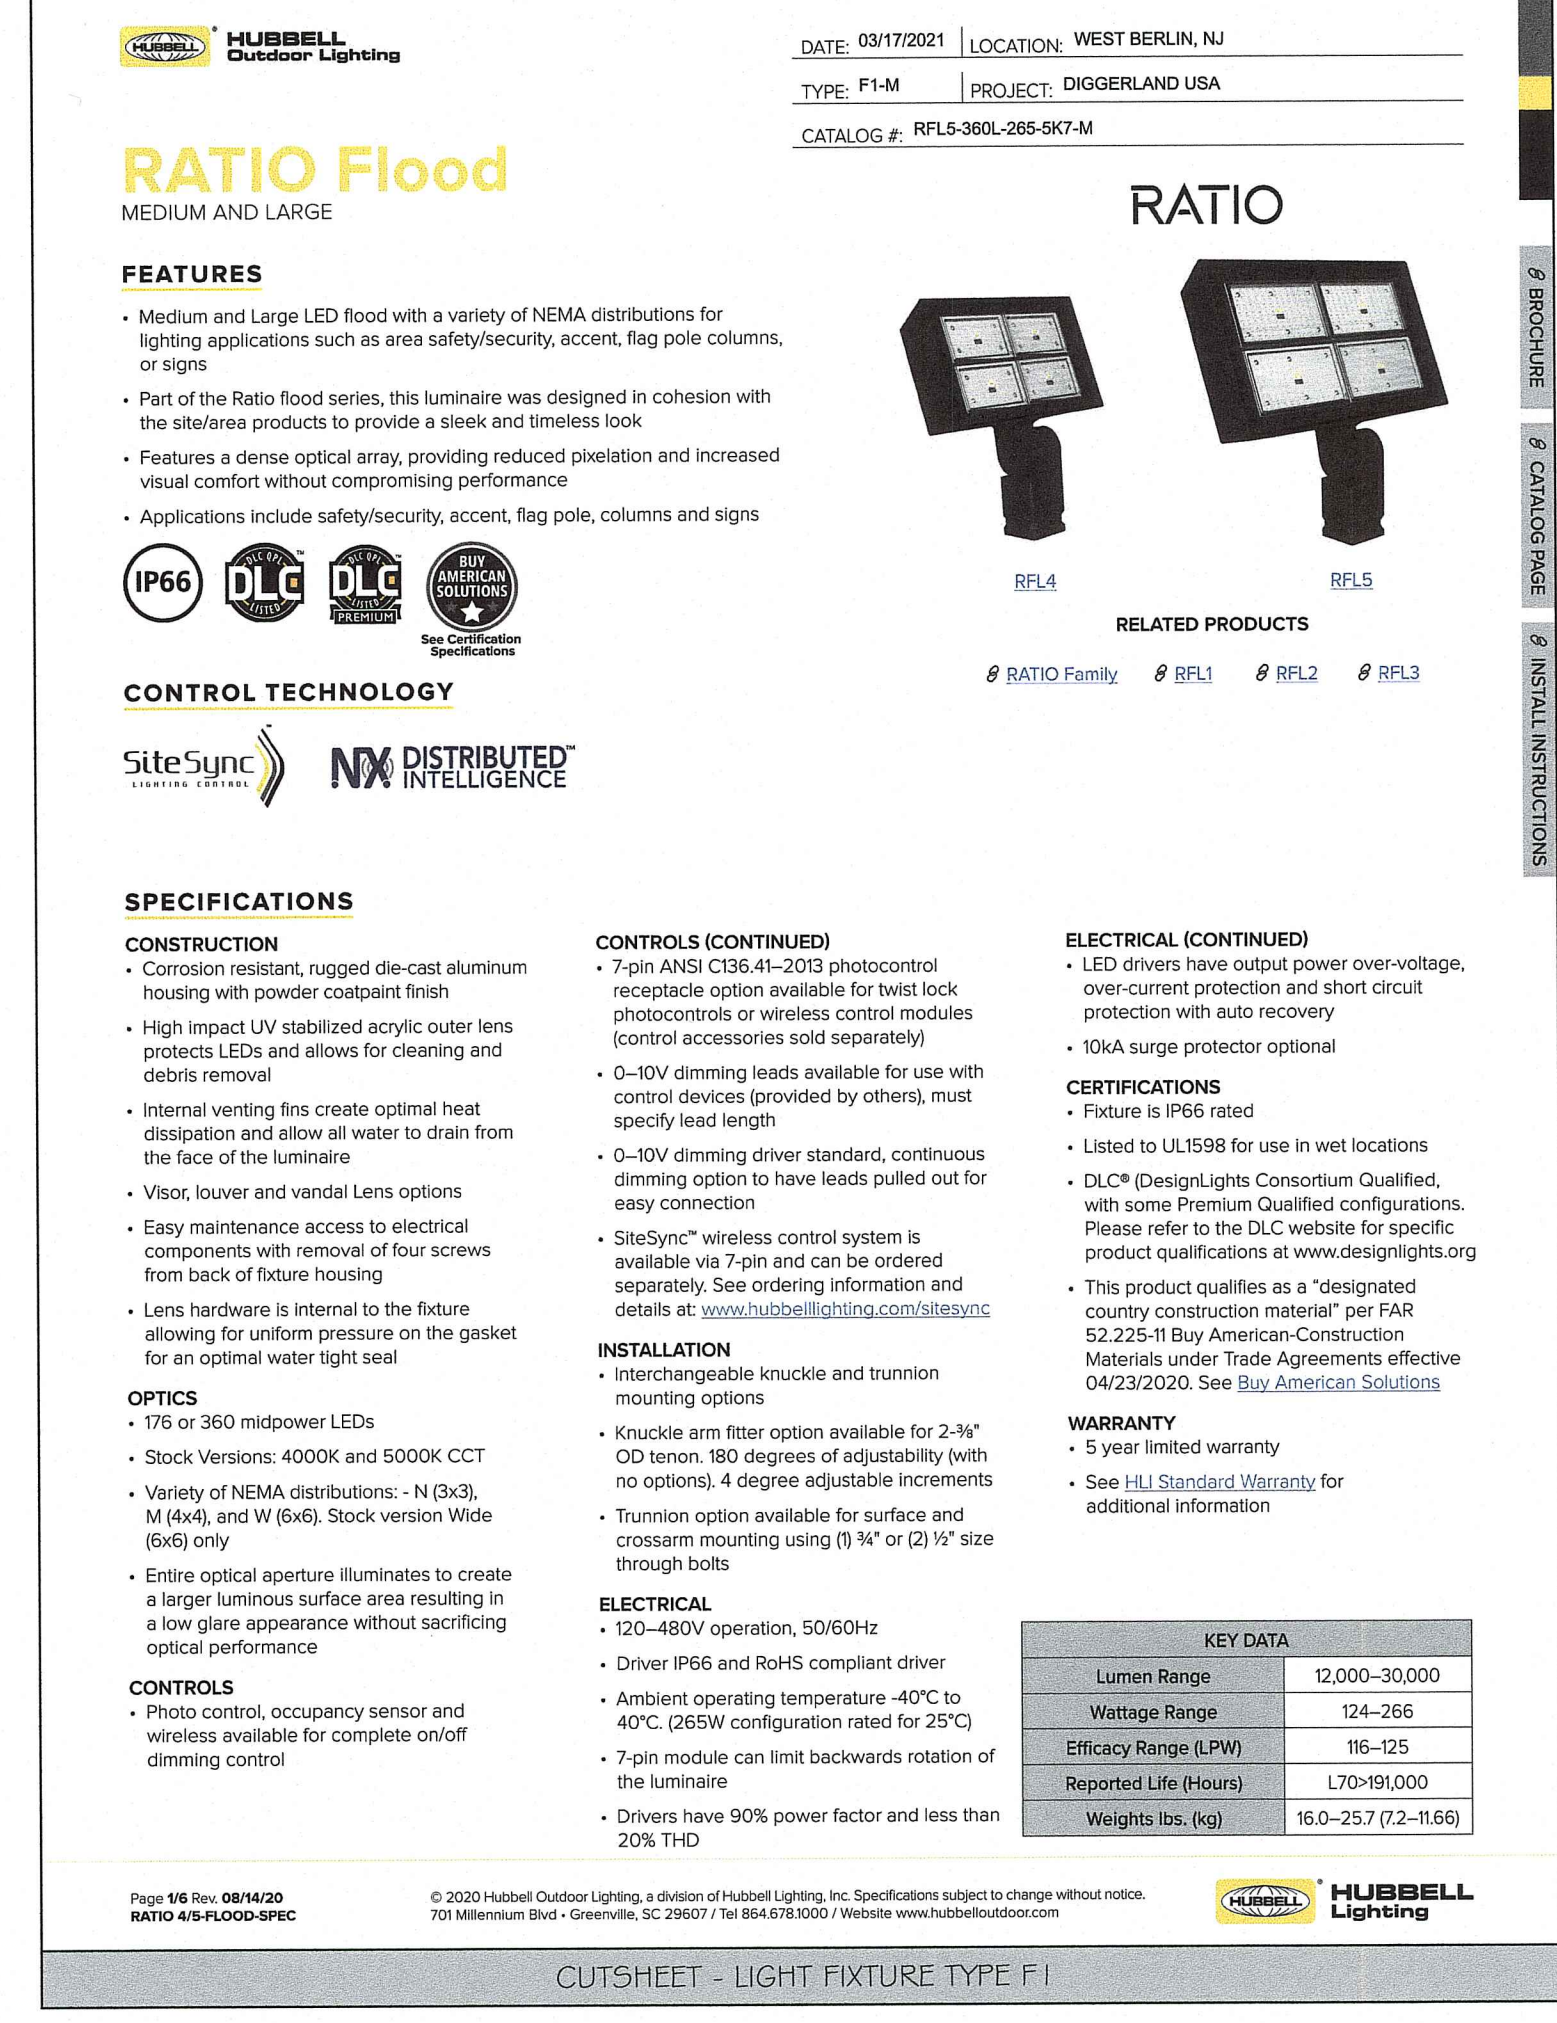 HUBBELL
Outdoor Lighting
DATE: 03/17/2021
LOCATION: WEST BERLIN, NJ
TYPE: F1-M
PROJECT: DIGGERLAND USA
CATALOG #: RFL5-360L-265-5K7-M
RATIO Flood
MEDIUM AND LARGE
RATIO
FEATURES
• Medium and Large LED flood with a variety of NEMA distributions for
lighting applications such as area safety/security, accent, flag pole columns,
or signs
• Part of the Ratio flood series, this luminaire was designed in cohesion with
the site/area products to provide a sleek and timeless look
• Features a dense optical array, providing reduced pixelation and increased
visual comfort without compromising performance
• Applications include safety/security, accent, flag pole, columns and signs
IP66
DLC QPL
DLC
LISTED
DLC QPL
DLC
LISTED
PREMIUM
BUY
AMERICAN
SOLUTIONS
See Certification
Specifications
RFL4
RFL5
RELATED PRODUCTS
RATIO Family
RFL1
RFL2
RFL3
BROCHURE
CATALOG PAGE
INSTALL INSTRUCTIONS
CONTROL TECHNOLOGY
SiteSync™
LIGHTING CONTROL
NX DISTRIBUTED™
INTELLIGENCE
SPECIFICATIONS
CONSTRUCTION
• Corrosion resistant, rugged die-cast aluminum
housing with powder coatpaint finish
• High impact UV stabilized acrylic outer lens
protects LEDs and allows for cleaning and
debris removal
• Internal venting fins create optimal heat
dissipation and allow all water to drain from
the face of the luminaire
• Visor, louver and vandal Lens options
• Easy maintenance access to electrical
components with removal of four screws
from back of fixture housing
• Lens hardware is internal to the fixture
allowing for uniform pressure on the gasket
for an optimal water tight seal
OPTICS
• 176 or 360 midpower LEDs
• Stock Versions: 4000K and 5000K CCT
• Variety of NEMA distributions: - N (3x3),
M (4x4), and W (6x6). Stock version Wide
(6x6) only
• Entire optical aperture illuminates to create
a larger luminous surface area resulting in
a low glare appearance without sacrificing
optical performance
CONTROLS
• Photo control, occupancy sensor and
wireless available for complete on/off
dimming control
CONTROLS (CONTINUED)
• 7-pin ANSI C136.41–2013 photocontrol
receptacle option available for twist lock
photocontrols or wireless control modules
(control accessories sold separately)
• 0–10V dimming leads available for use with
control devices (provided by others), must
specify lead length
• 0–10V dimming driver standard, continuous
dimming option to have leads pulled out for
easy connection
• SiteSync™ wireless control system is
available via 7-pin and can be ordered
separately. See ordering information and
details at: www.hubbelllighting.com/sitesync
INSTALLATION
• Interchangeable knuckle and trunnion
mounting options
• Knuckle arm fitter option available for 2-⅜"
OD tenon. 180 degrees of adjustability (with
no options). 4 degree adjustable increments
• Trunnion option available for surface and
crossarm mounting using (1) ¾" or (2) ½" size
through bolts
ELECTRICAL
• 120–480V operation, 50/60Hz
• Driver IP66 and RoHS compliant driver
• Ambient operating temperature -40°C to
40°C. (265W configuration rated for 25°C)
• 7-pin module can limit backwards rotation of
the luminaire
• Drivers have 90% power factor and less than
20% THD
ELECTRICAL (CONTINUED)
• LED drivers have output power over-voltage,
over-current protection and short circuit
protection with auto recovery
• 10kA surge protector optional
CERTIFICATIONS
• Fixture is IP66 rated
• Listed to UL1598 for use in wet locations
• DLC® (DesignLights Consortium Qualified,
with some Premium Qualified configurations.
Please refer to the DLC website for specific
product qualifications at www.designlights.org
• This product qualifies as a "designated
country construction material" per FAR
52.225-11 Buy American-Construction
Materials under Trade Agreements effective
04/23/2020. See Buy American Solutions
WARRANTY
• 5 year limited warranty
• See HLI Standard Warranty for
additional information
KEY DATA
Lumen Range 12,000–30,000
Wattage Range 124–266
Efficacy Range (LPW) 116–125
Reported Life (Hours) L70>191,000
Weights lbs. (kg) 16.0–25.7 (7.2–11.66)
Page 1/6 Rev. 08/14/20
RATIO 4/5-FLOOD-SPEC
© 2020 Hubbell Outdoor Lighting, a division of Hubbell Lighting, Inc. Specifications subject to change without notice.
701 Millennium Blvd • Greenville, SC 29607 / Tel 864.678.1000 / Website www.hubbelloutdoor.com
HUBBELL
HUBBELL
Lighting
CUTSHEET - LIGHT FIXTURE TYPE F1